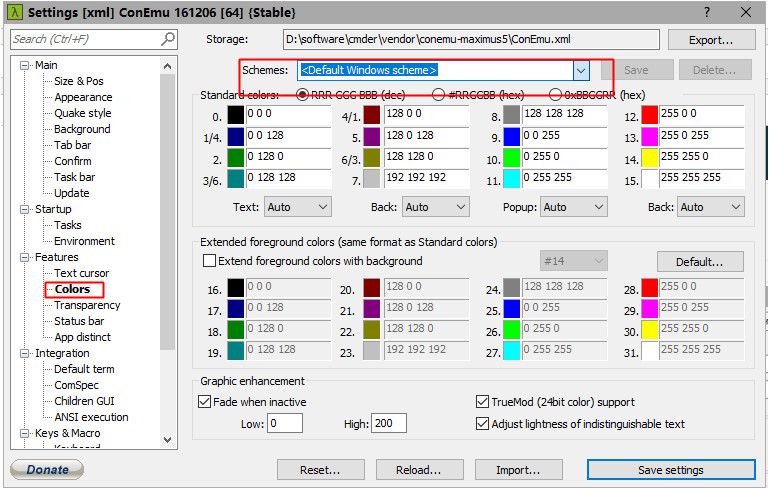 λ Settings [xml] ConEmu 161206 [64] {Stable} ?
Search (Ctrl+F)
Main
Size & Pos
Appearance
Quake style
Background
Tab bar
Confirm
Task bar
Update
Startup
Tasks
Environment
Features
Text cursor
Colors
Transparency
Status bar
App distinct
Integration
Default term
ComSpec
Children GUI
ANSI execution
Keys & Macro
Keyboard
Donate
Storage: D:\software\cmder\vendor\conemu-maximus5\ConEmu.xml Export...
Schemes: <Default Windows scheme> Save Delete...
Standard colors: RRR GGG BBB (dec) #RRGGBB (hex) 0xBBGGRR (hex)
0. 0 0 0 4/1. 128 0 0 8. 128 128 128 12. 255 0 0
1/4. 0 0 128 5. 128 0 128 9. 0 0 255 13. 255 0 255
2. 0 128 0 6/3. 128 128 0 10. 0 255 0 14. 255 255 0
3/6. 0 128 128 7. 192 192 192 11. 0 255 255 15. 255 255 255
Text: Auto Back: Auto Popup: Auto Back: Auto
Extended foreground colors (same format as Standard colors)
Extend foreground colors with background #14 Default...
16. 0 0 0 20. 128 0 0 24. 128 128 128 28. 255 0 0
17. 0 0 128 21. 128 0 128 25. 0 0 255 29. 255 0 255
18. 0 128 0 22. 128 128 0 26. 0 255 0 30. 255 255 0
19. 0 128 128 23. 192 192 192 27. 0 255 255 31. 255 255 255
Graphic enhancement
Fade when inactive TrueMod (24bit color) support
Low: 0 High: 200 Adjust lightness of indistinguishable text
Reset... Reload... Import... Save settings